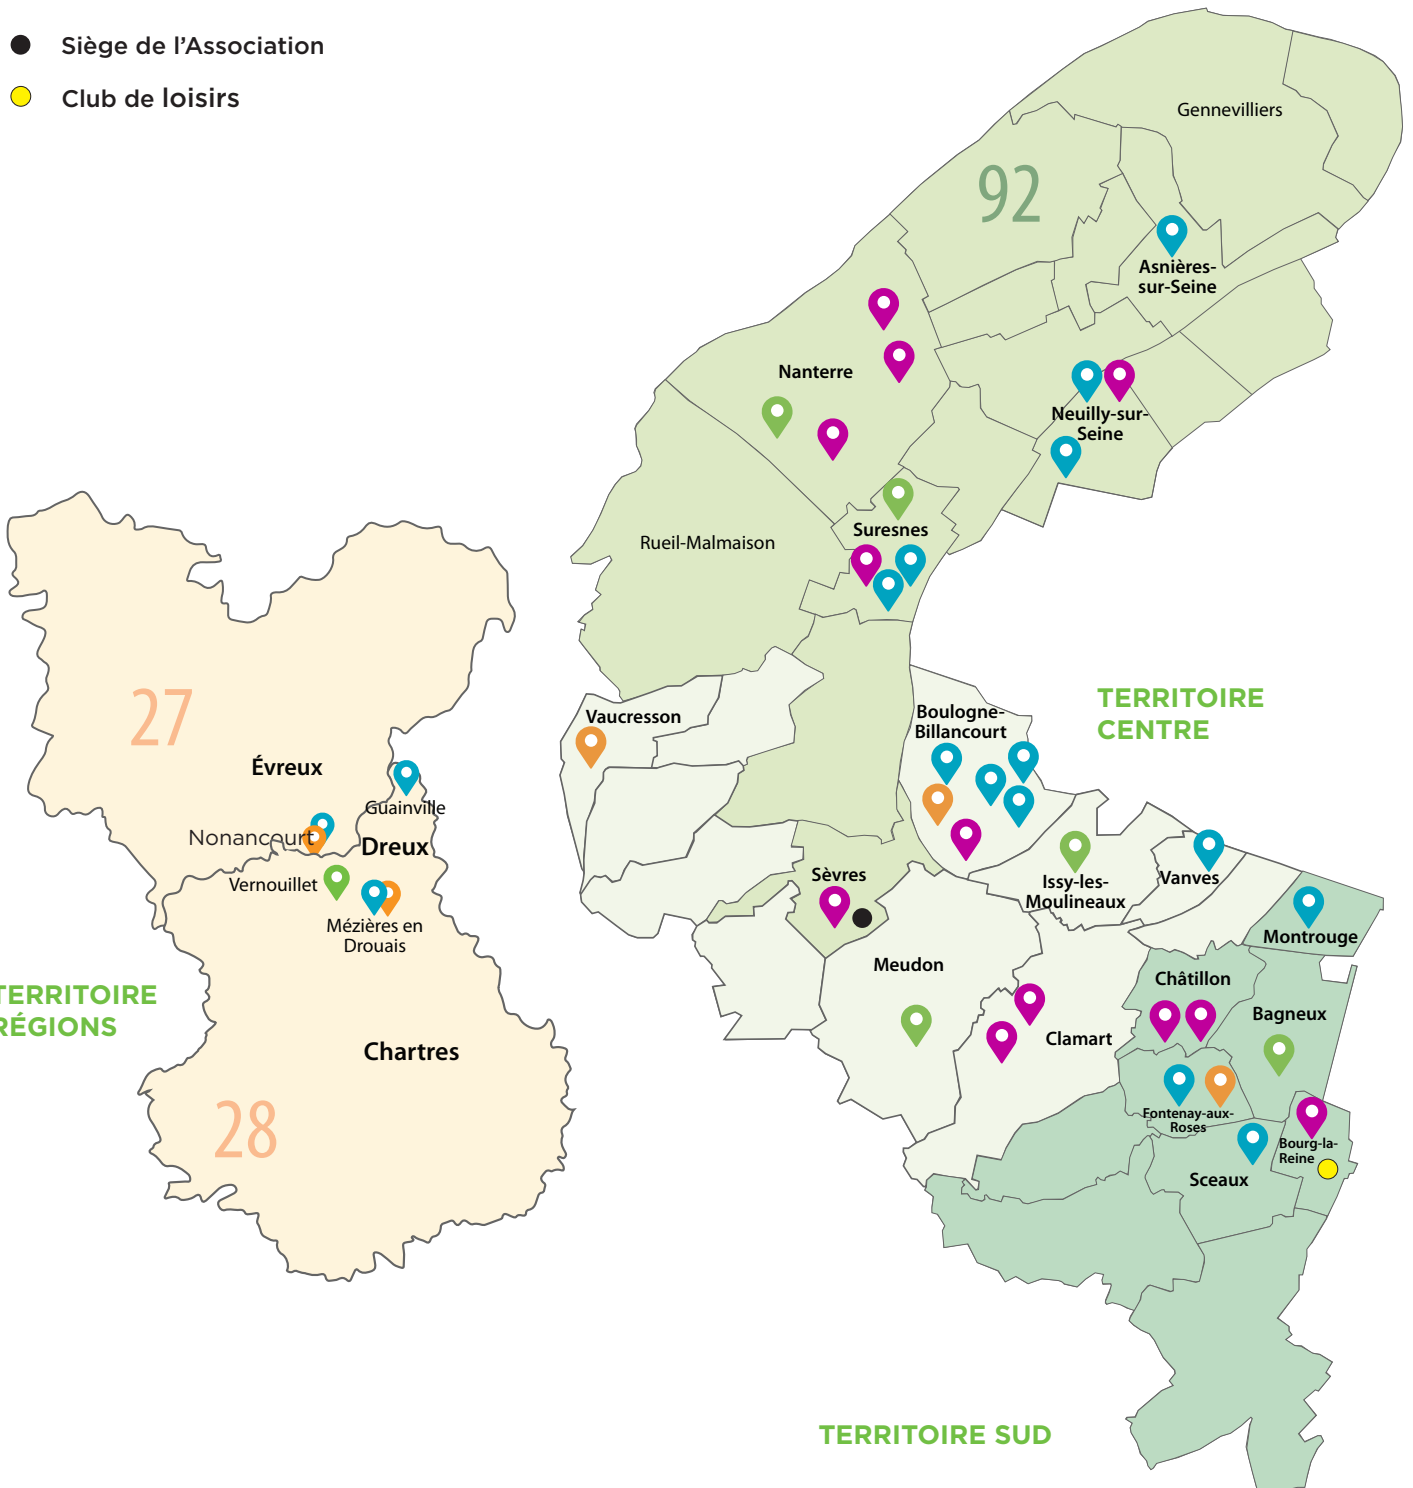 Siège de l'Association
Club de loisirs
Gennevilliers
92
Asnières-
sur-Seine
Nanterre
Neuilly-sur-
Seine
Suresnes
Rueil-Malmaison
TERRITOIRE
CENTRE
Vaucresson
Boulogne-
Billancourt
27
Évreux
Guainville
Nonancourt
Dreux
Vernouillet
Mézières en
Drouais
Sèvres
Issy-les-
Moulineaux
Vanves
Montrouge
Meudon
Châtillon
Bagneux
Clamart
TERRITOIRE
RÉGIONS
Chartres
28
Fontenay-aux-
Roses
Bourg-la-
Reine
Sceaux
TERRITOIRE SUD